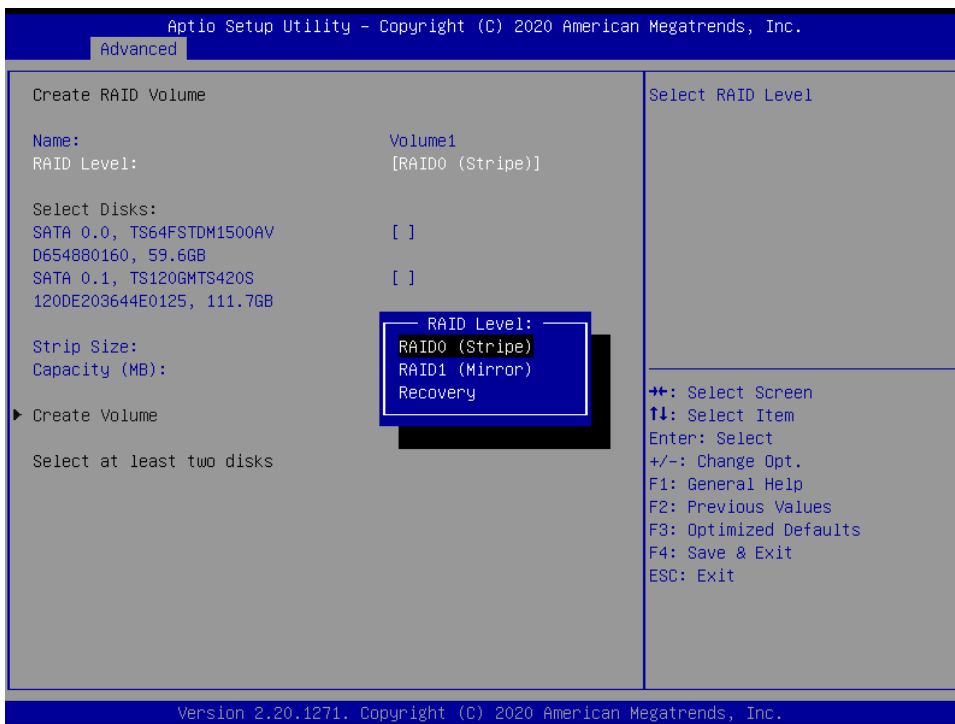 Aptio Setup Utility – Copyright (C) 2020 American Megatrends, Inc.
Advanced
Create RAID Volume
Name: Volume1
RAID Level: [RAID0 (Stripe)]
Select Disks:
SATA 0.0, TS64FSTDM1500AV [ ]
D654880160, 59.6GB
SATA 0.1, TS120GMTS420S [ ]
120DE203644E0125, 111.7GB
Strip Size:
Capacity (MB):
Create Volume
Select at least two disks
RAID Level:
RAID0 (Stripe)
RAID1 (Mirror)
Recovery
Select RAID Level
→←: Select Screen
↑↓: Select Item
Enter: Select
+/-: Change Opt.
F1: General Help
F2: Previous Values
F3: Optimized Defaults
F4: Save & Exit
ESC: Exit
Version 2.20.1271. Copyright (C) 2020 American Megatrends, Inc.